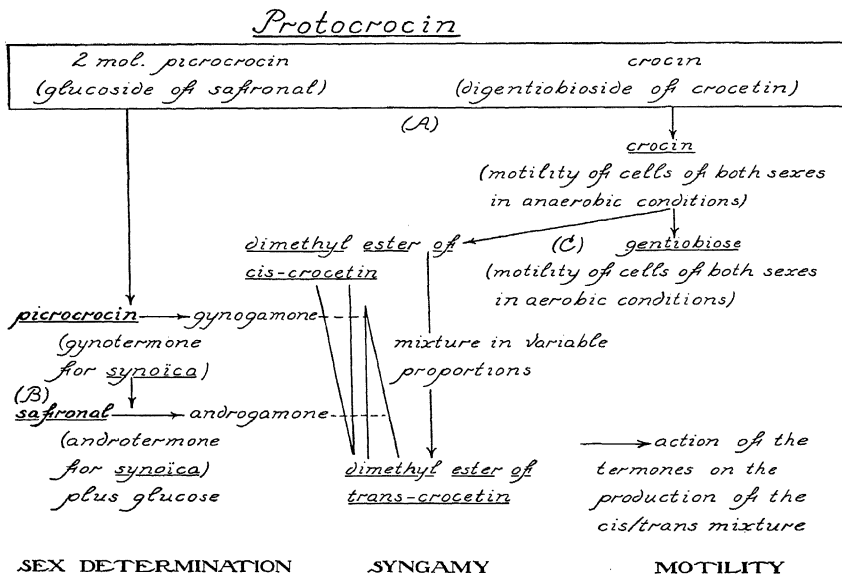 Protocrocin
2 mol. picrocrocin
(glucoside of safronal)
crocin
(digentiobioside of crocetin)
(A)
crocin
(motility of cells of both sexes
in anaerobic conditions)
dimethyl ester of
cis-crocetin
(C)
gentiobiose
(motility of cells of both sexes
in aerobic conditions)
picrocrocin
gynogamone
(gynotermone
for synoïca)
mixture in variable
proportions
(B)
safronal
androgamone
(androtermone
for synoïca)
plus glucose
dimethyl ester of
trans-crocetin
action of the
termones on the
production of the
cis/trans mixture
SEX DETERMINATION
SYNGAMY
MOTILITY